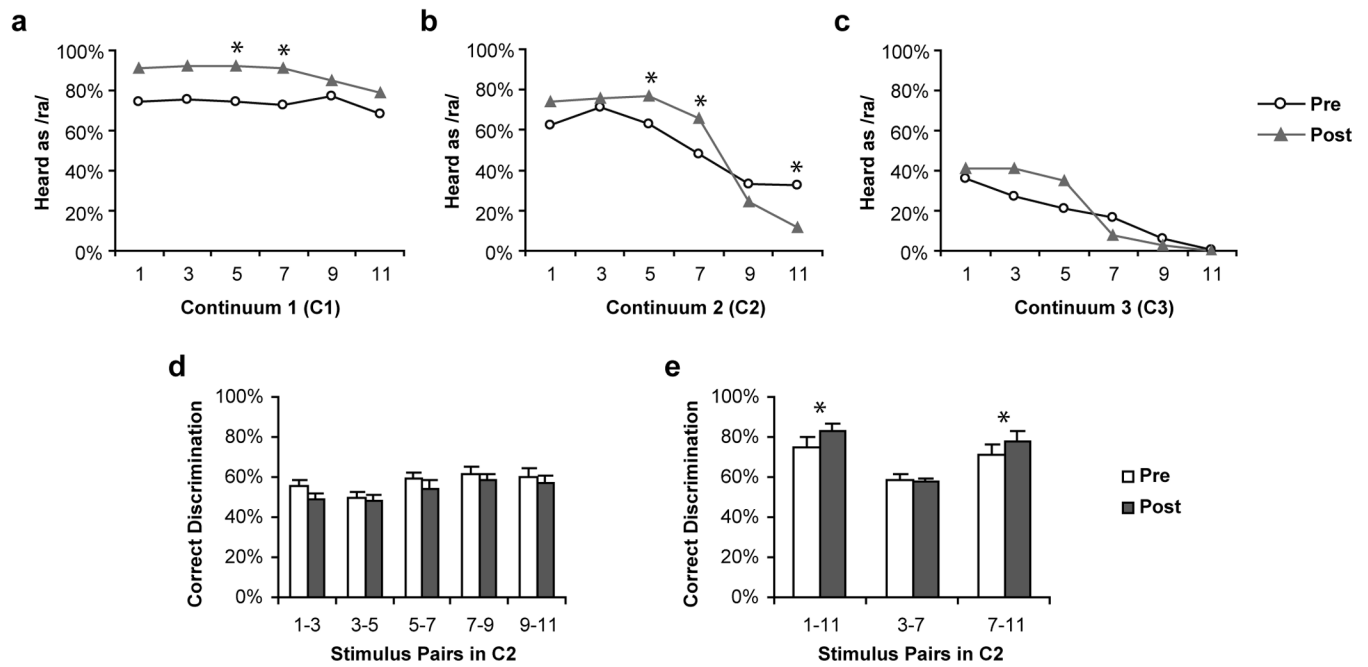 a
100%
80%
60%
40%
20%
0%
Heard as /ra/
* *
1 3 5 7 9 11
Continuum 1 (C1)
b
100%
80%
60%
40%
20%
0%
Heard as /ra/
* * *
1 3 5 7 9 11
Continuum 2 (C2)
c
100%
80%
60%
40%
20%
0%
Heard as /ra/
1 3 5 7 9 11
Continuum 3 (C3)
Pre
Post
d
100%
80%
60%
40%
20%
0%
Correct Discrimination
1-3 3-5 5-7 7-9 9-11
Stimulus Pairs in C2
e
100%
80%
60%
40%
20%
0%
Correct Discrimination
* *
1-11 3-7 7-11
Stimulus Pairs in C2
Pre
Post